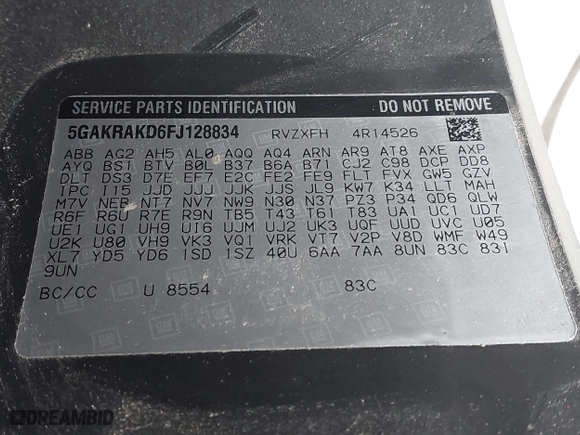 SERVICE PARTS IDENTIFICATION DO NOT REMOVE
5GAKRAKD6FJ128834 RVZXFH 4R14526
ABB AG2 AH5 AL0 AQQ AQ4 ARN AR9 AT8 AXE AXP
AYQ BS1 BTV B0L B37 B6A B71 CJ2 C98 DCP DD8
DLT DS3 D7E EF7 E2C FE2 FE9 FLT FVX GW5 GZV
IPC I15 JJD JJJ JJK JJS JL9 KW7 K34 LLT MAH
M7V NEB NT7 NV7 NW9 N30 N37 PZ3 P34 QD6 QLW
R6F R6U R7E R9N TB5 T43 T61 T83 UA1 UC1 UD7
UE1 UG1 UH9 UI6 UJM UJ2 UK3 UQF UUD UVC U05
U2K U80 VH9 VK3 VQ1 VRK VT7 V2P V8D WMF W49
XL7 YD5 YD6 1SD 1SZ 40U 6AA 7AA 8UN 83C 83I
9UN
BC/CC U 8554 83C
DREAMBID